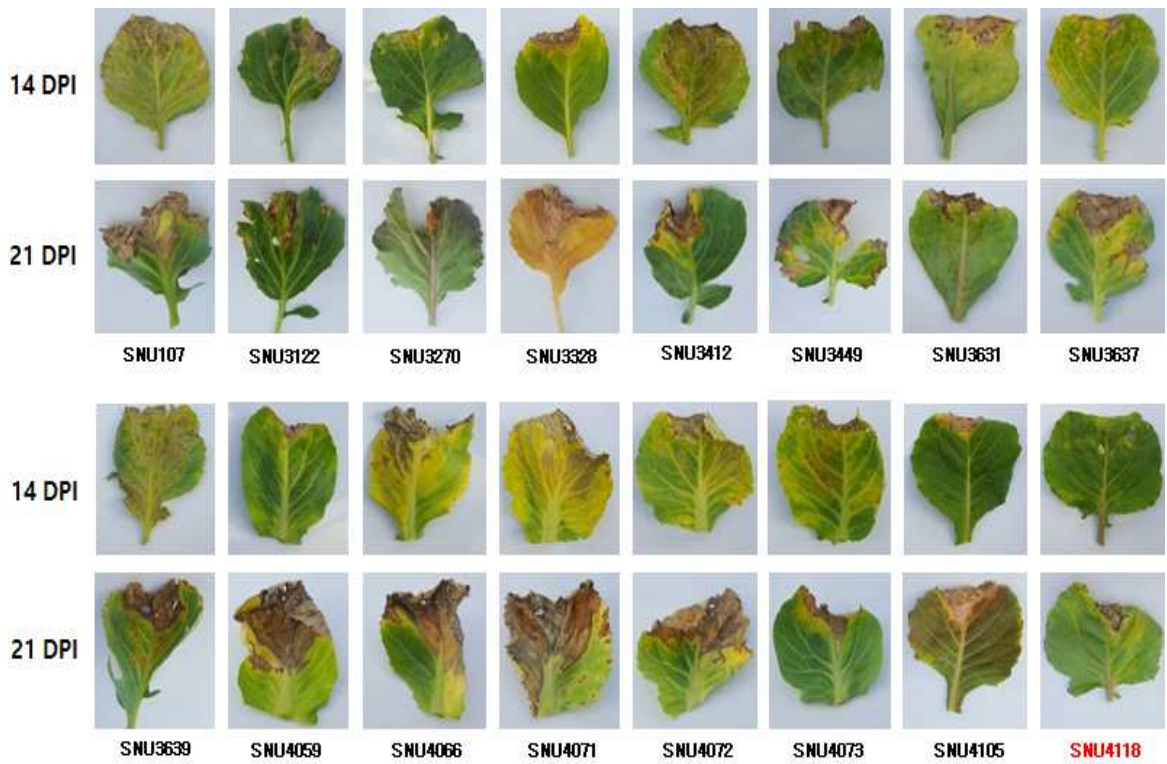 14 DPI
21 DPI
SNU107 SNU3122 SNU3270 SNU3328 SNU3412 SNU3449 SNU3631 SNU3637
14 DPI
21 DPI
SNU3639 SNU4059 SNU4066 SNU4071 SNU4072 SNU4073 SNU4105 SNU4118